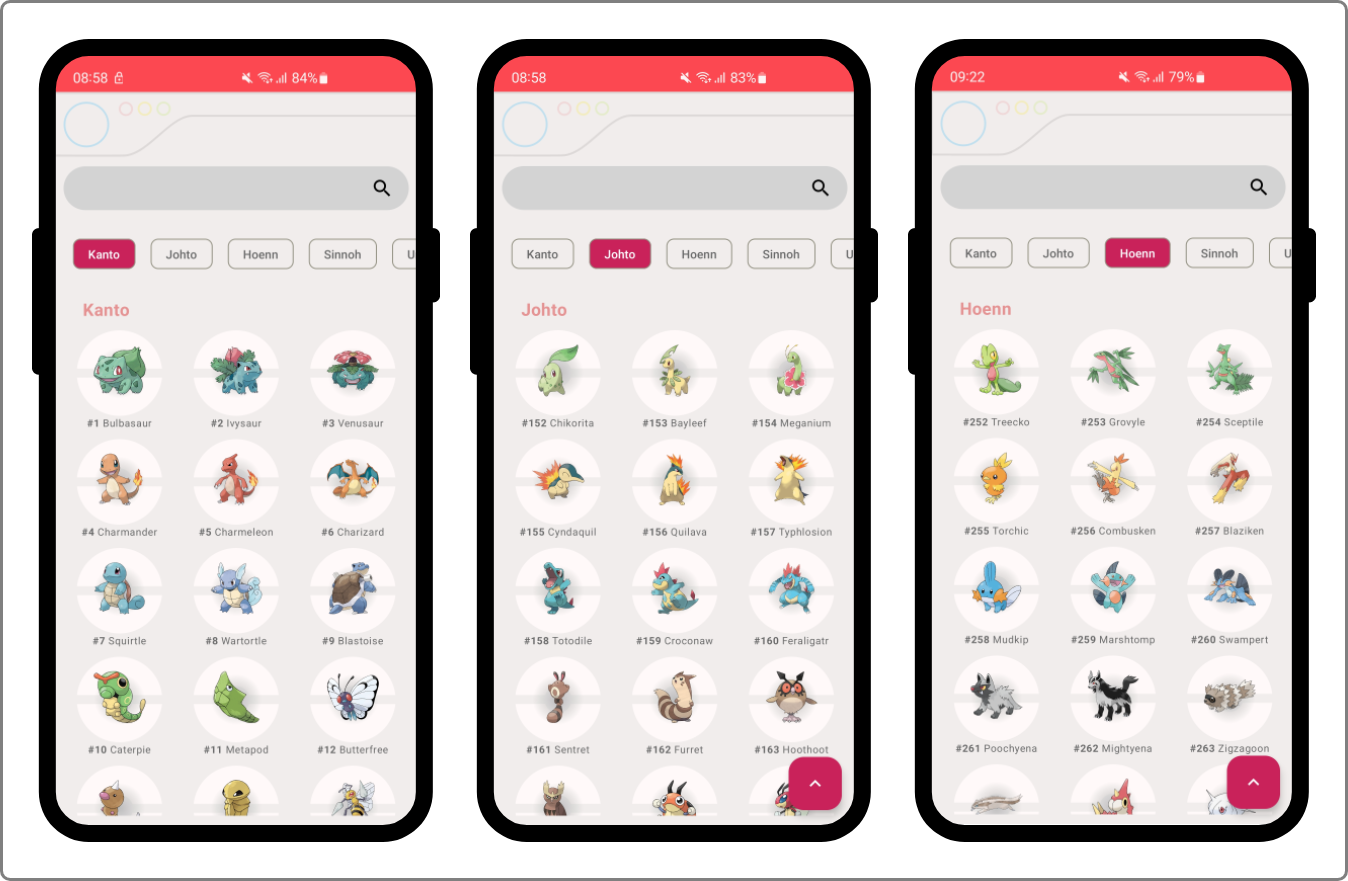 08:58 84%
Kanto Johto Hoenn Sinnoh U
Kanto
#1 Bulbasaur #2 Ivysaur #3 Venusaur
#4 Charmander #5 Charmeleon #6 Charizard
#7 Squirtle #8 Wartortle #9 Blastoise
#10 Caterpie #11 Metapod #12 Butterfree
08:58 83%
Kanto Johto Hoenn Sinnoh U
Johto
#152 Chikorita #153 Bayleef #154 Meganium
#155 Cyndaquil #156 Quilava #157 Typhlosion
#158 Totodile #159 Croconaw #160 Feraligatr
#161 Sentret #162 Furret #163 Hoothoot
09:22 79%
Kanto Johto Hoenn Sinnoh U
Hoenn
#252 Treecko #253 Grovyle #254 Sceptile
#255 Torchic #256 Combusken #257 Blaziken
#258 Mudkip #259 Marshtomp #260 Swampert
#261 Poochyena #262 Mightyena #263 Zigzagoon